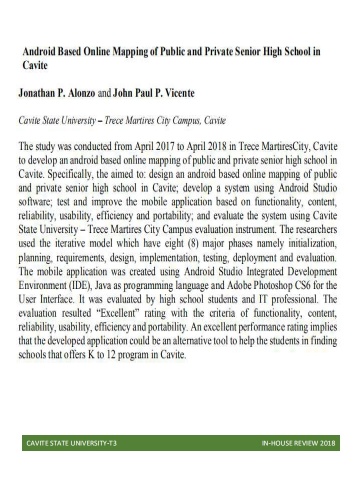 Android Based Online Mapping of Public and Private Senior High School in
Cavite
Jonathan P. Alonzo and John Paul P. Vicente
Cavite State University – Trece Martires City Campus, Cavite
The study was conducted from April 2017 to April 2018 in Trece MartiresCity, Cavite
to develop an android based online mapping of public and private senior high school in
Cavite. Specifically, the aimed to: design an android based online mapping of public
and private senior high school in Cavite; develop a system using Android Studio
software; test and improve the mobile application based on functionality, content,
reliability, usability, efficiency and portability; and evaluate the system using Cavite
State University – Trece Martires City Campus evaluation instrument. The researchers
used the iterative model which have eight (8) major phases namely initialization,
planning, requirements, design, implementation, testing, deployment and evaluation.
The mobile application was created using Android Studio Integrated Development
Environment (IDE), Java as programming language and Adobe Photoshop CS6 for the
User Interface. It was evaluated by high school students and IT professional. The
evaluation resulted “Excellent” rating with the criteria of functionality, content,
reliability, usability, efficiency and portability. An excellent performance rating implies
that the developed application could be an alternative tool to help the students in finding
schools that offers K to 12 program in Cavite.
CAVITE STATE UNIVERSITY-T3 IN-HOUSE REVIEW 2018